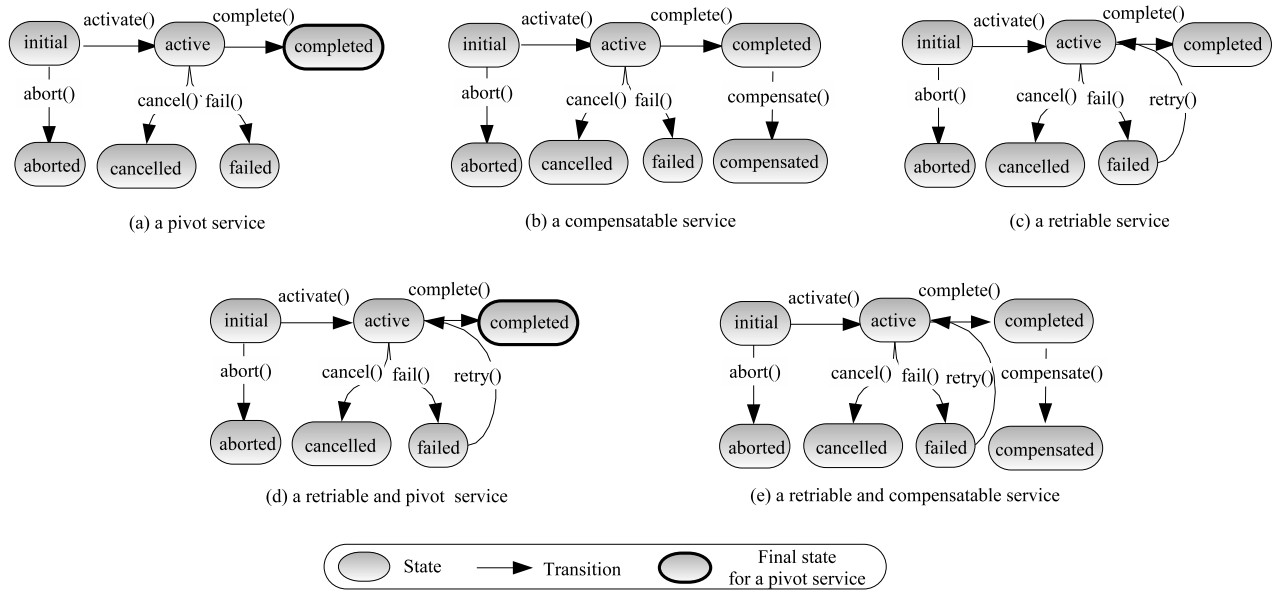 activate()
complete()
initial
active
completed
abort()
cancel()
fail()
aborted
cancelled
failed
(a) a pivot service
activate()
complete()
initial
active
completed
abort()
cancel()
fail()
compensate()
aborted
cancelled
failed
compensated
(b) a compensatable service
activate()
complete()
initial
active
completed
abort()
cancel()
fail()
retry()
aborted
cancelled
failed
(c) a retriable service
activate()
complete()
initial
active
completed
abort()
cancel()
fail()
retry()
aborted
cancelled
failed
(d) a retriable and pivot service
activate()
complete()
initial
active
completed
abort()
cancel()
fail()
retry()
compensate()
aborted
cancelled
failed
compensated
(e) a retriable and compensatable service
State
Transition
Final state
for a pivot service